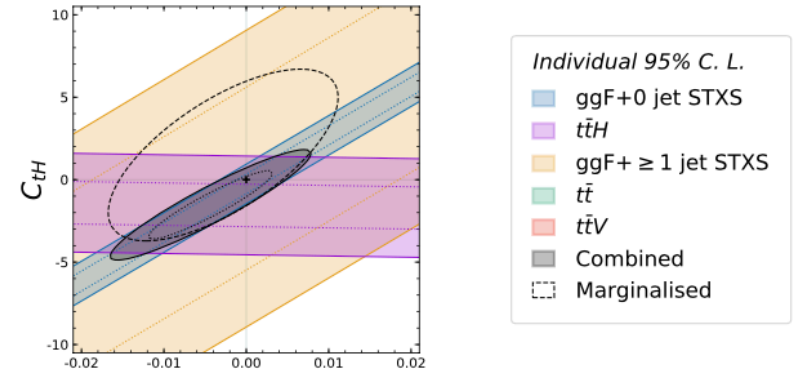 10
5
0
-5
-10
C_{tH}
-0.02 -0.01 0.00 0.01 0.02
Individual 95% C. L.
ggF+0 jet STXS
tt̄H
ggF+ ≥ 1 jet STXS
tt̄
tt̄V
Combined
Marginalised